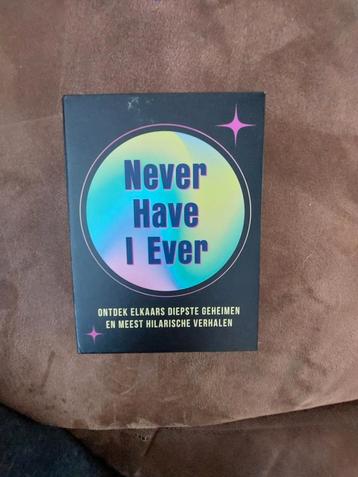 Never
Have
I Ever
ONTDEK ELKAARS DIEPSTE GEHEIMEN
EN MEEST HILARISCHE VERHALEN